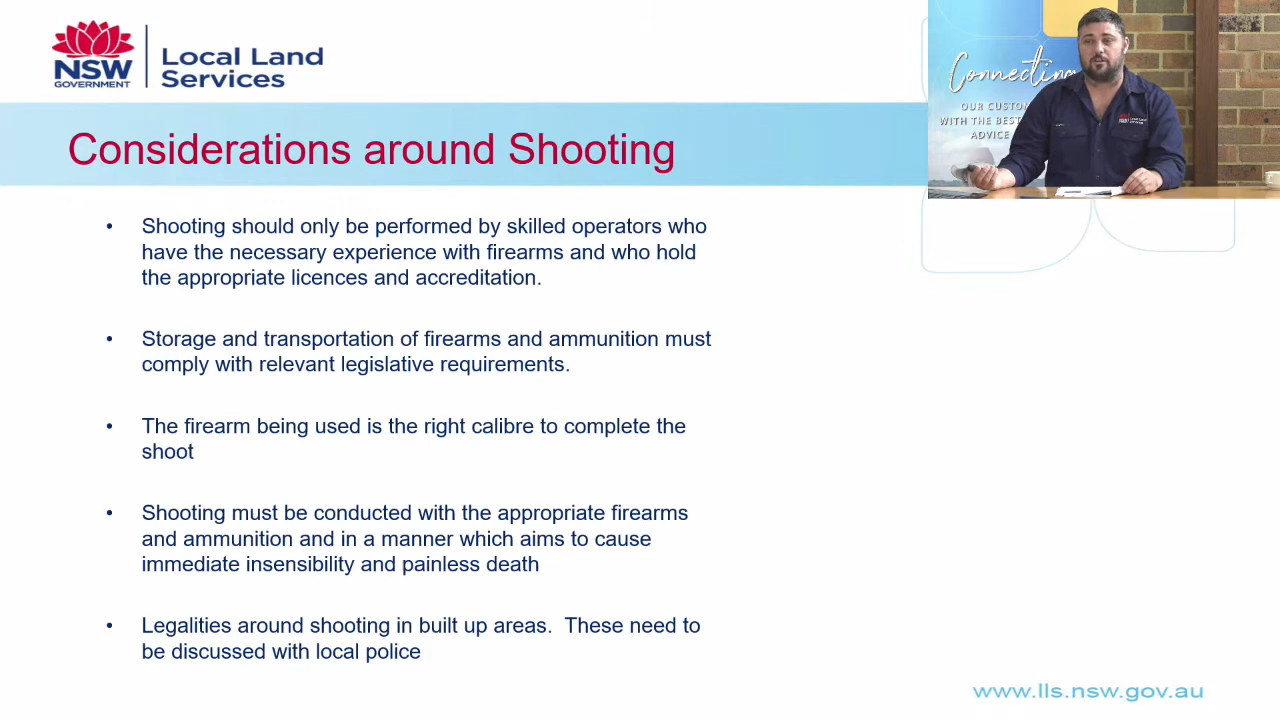 NSW
GOVERNMENT
Local Land
Services
Considerations around Shooting
• Shooting should only be performed by skilled operators who
have the necessary experience with firearms and who hold
the appropriate licences and accreditation.
• Storage and transportation of firearms and ammunition must
comply with relevant legislative requirements.
• The firearm being used is the right calibre to complete the
shoot
• Shooting must be conducted with the appropriate firearms
and ammunition and in a manner which aims to cause
immediate insensibility and painless death
• Legalities around shooting in built up areas.  These need to
be discussed with local police
Connecting
OUR CUSTOM
WITH THE BEST
ADVICE
www.lls.nsw.gov.au